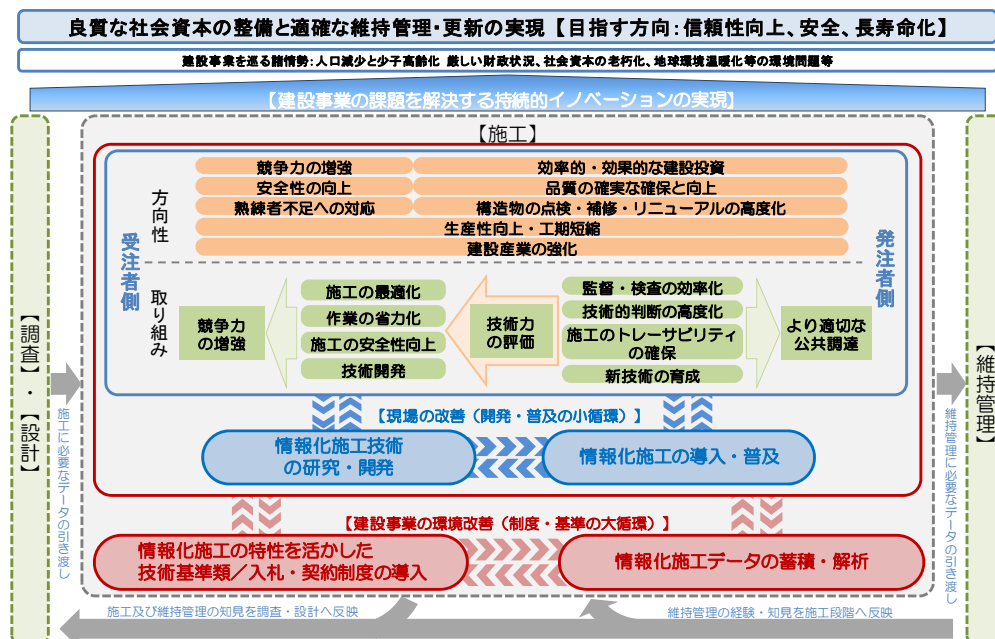 良質な社会資本の整備と適確な維持管理・更新の実現【目指す方向：信頼性向上、安全、長寿命化】
建設事業を巡る諸情勢：人口減少と少子高齢化 厳しい財政状況、社会資本の老朽化、地球環境温暖化等の環境問題等
【建設事業の課題を解決する持続的イノベーションの実現】
【調査】・【設計】
【施工】
【維持管理】
受注者側
発注者側
方向性
競争力の増強
効率的・効果的な建設投資
安全性の向上
品質の確実な確保と向上
熟練者不足への対応
構造物の点検・補修・リニューアルの高度化
生産性向上・工期短縮
建設産業の強化
取り組み
競争力
の増強
施工の最適化
作業の省力化
施工の安全性向上
技術開発
技術力
の評価
監督・検査の効率化
技術的判断の高度化
施工のトレーサビリティ
の確保
新技術の育成
より適切な
公共調達
【現場の改善（開発・普及の小循環）】
情報化施工技術
の研究・開発
情報化施工の導入・普及
【建設事業の環境改善（制度・基準の大循環）】
情報化施工の特性を活かした
技術基準類／入札・契約制度の導入
情報化施工データの蓄積・解析
施工に必要なデータの引き渡し
維持管理に必要なデータの引き渡し
施工及び維持管理の知見を調査・設計へ反映
維持管理の経験・知見を施工段階へ反映